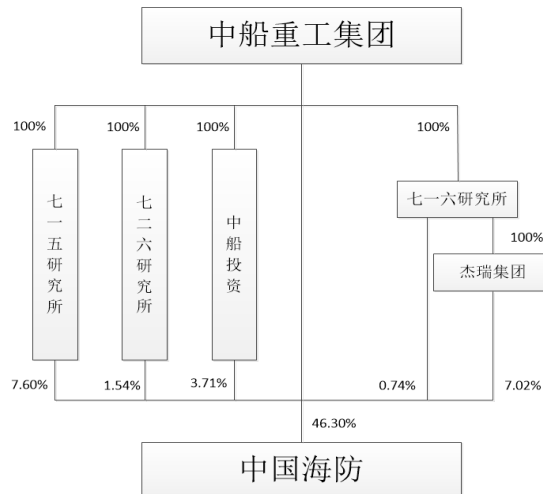 中船重工集团
100%
100%
100%
100%
七一五研究所
七二六研究所
中船投资
七一六研究所
100%
杰瑞集团
7.60%
1.54%
3.71%
0.74%
7.02%
46.30%
中国海防